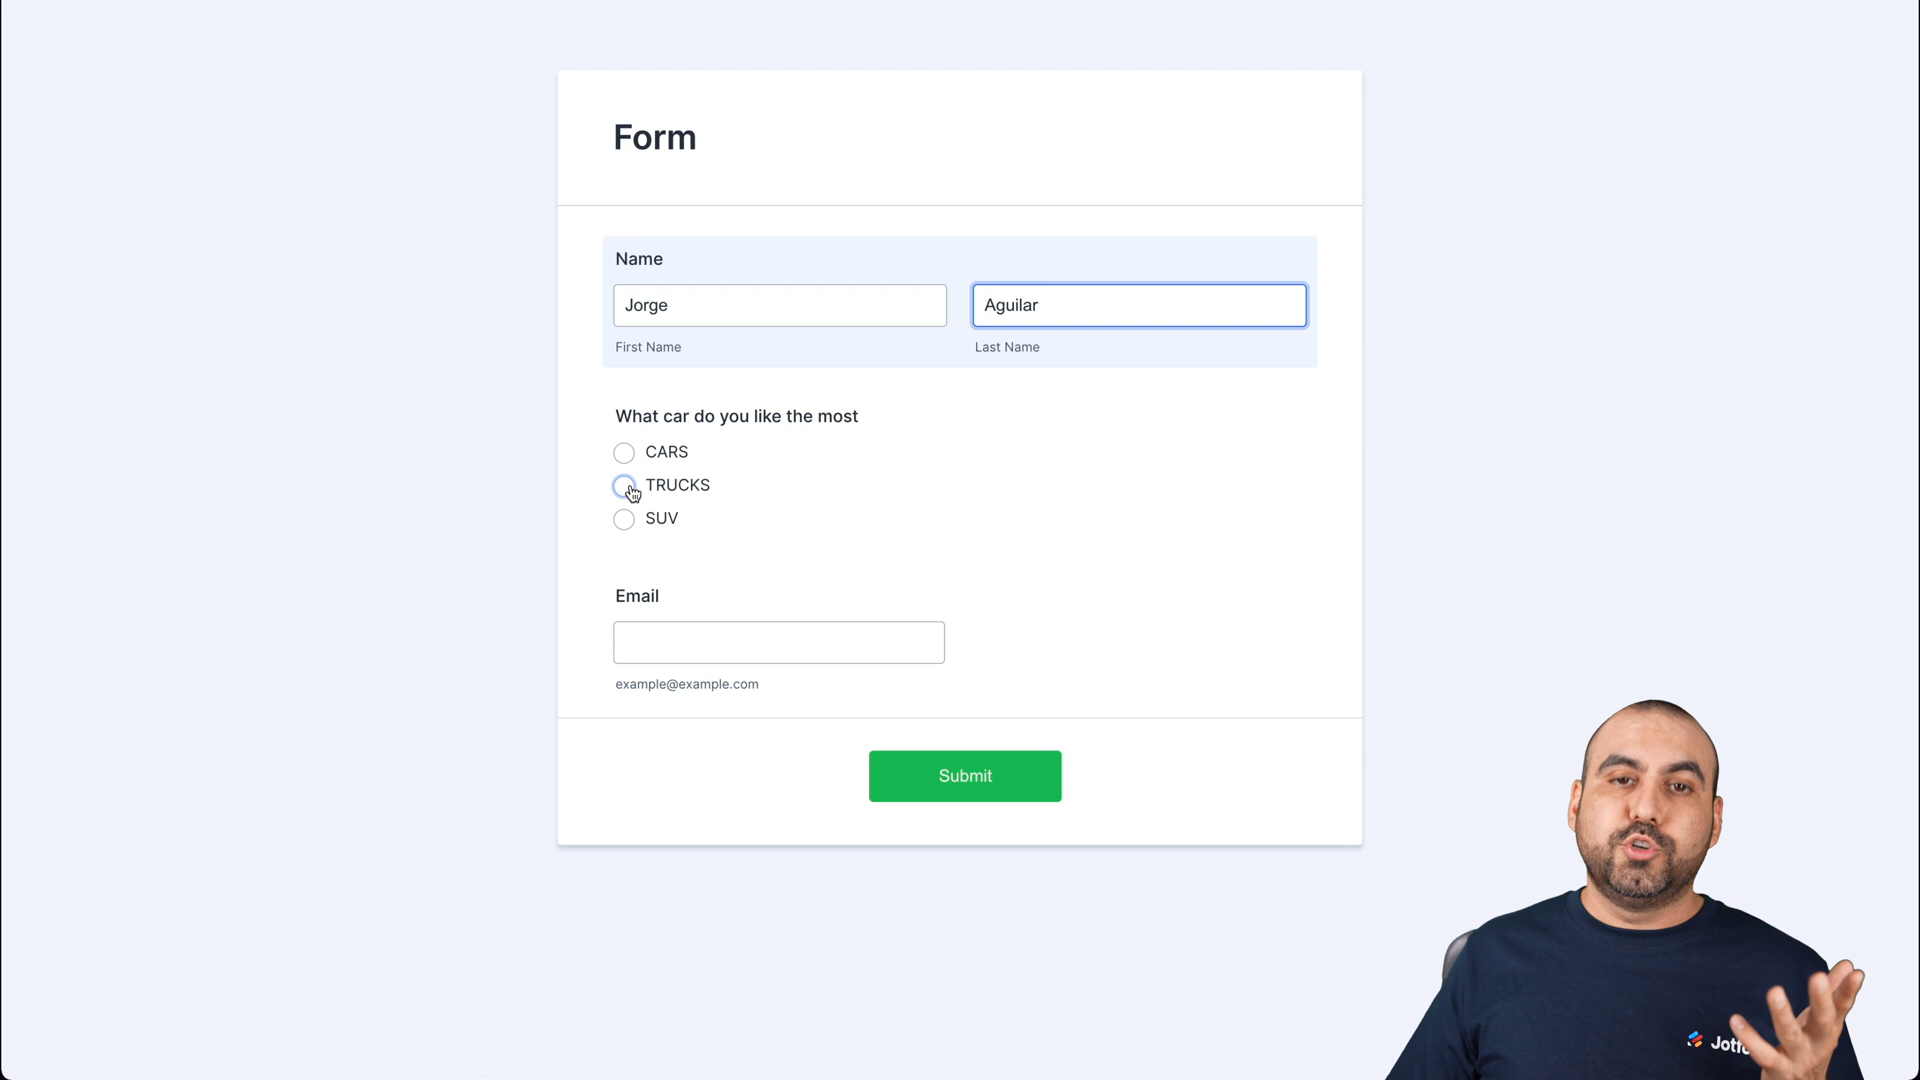 Form
Name
Jorge
Aguilar
First Name
Last Name
What car do you like the most
CARS
TRUCKS
SUV
Email
example@example.com
Submit